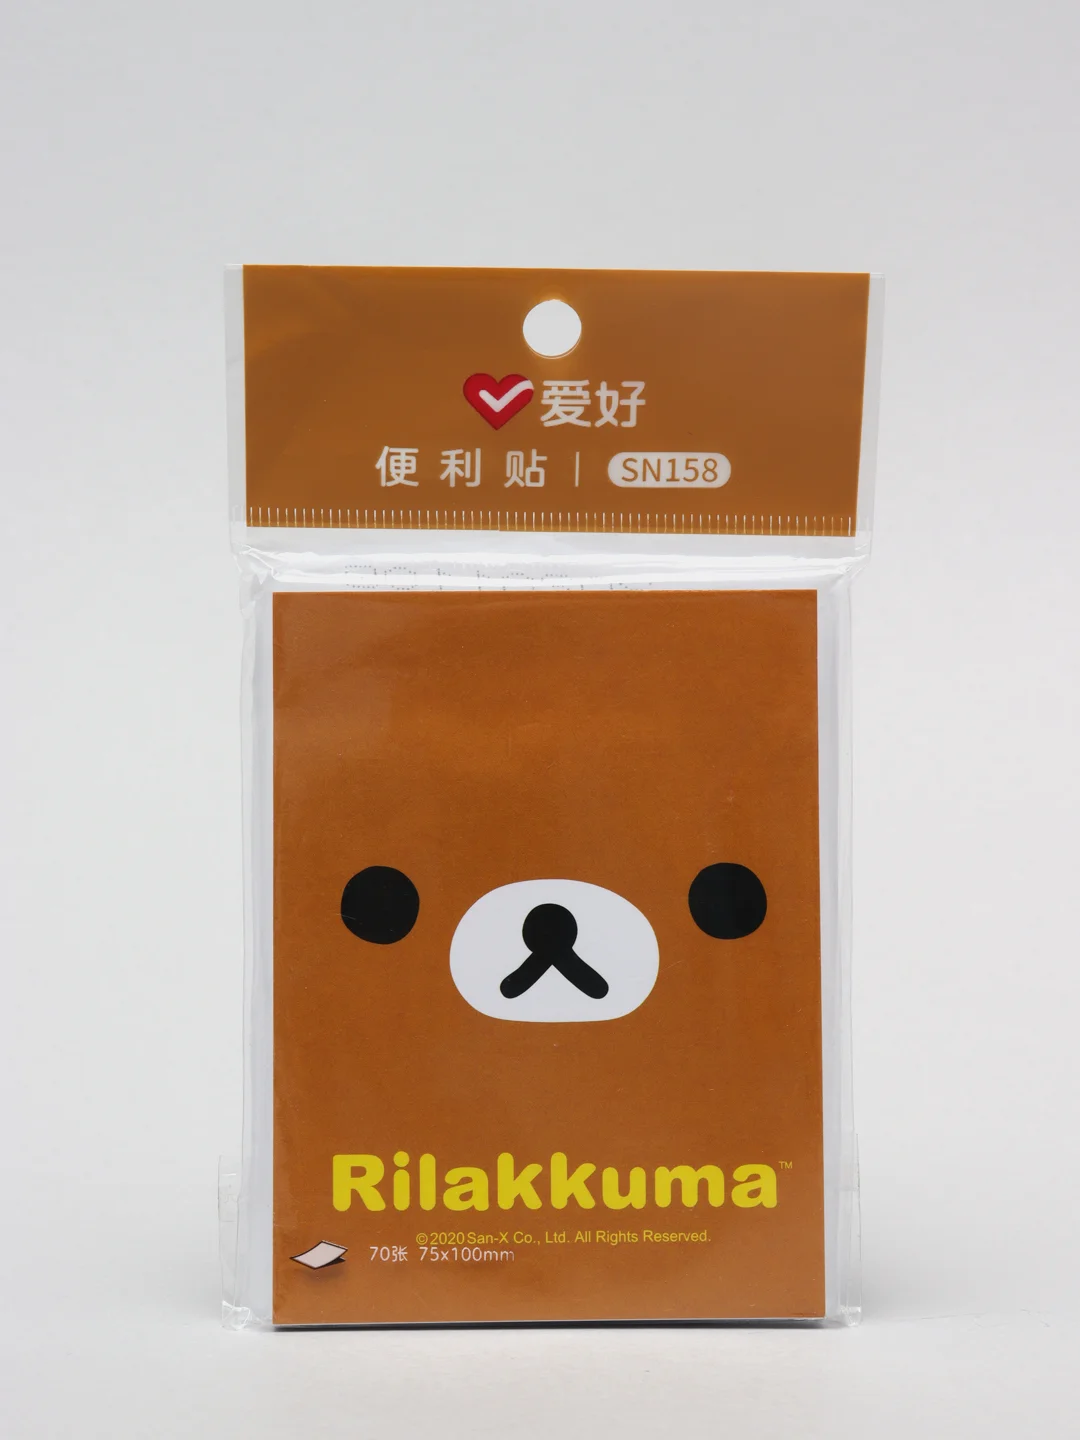 爱好
便利贴 | SN158
Rilakkuma™
©2020 San-X Co., Ltd. All Rights Reserved.
70张 75x100mm